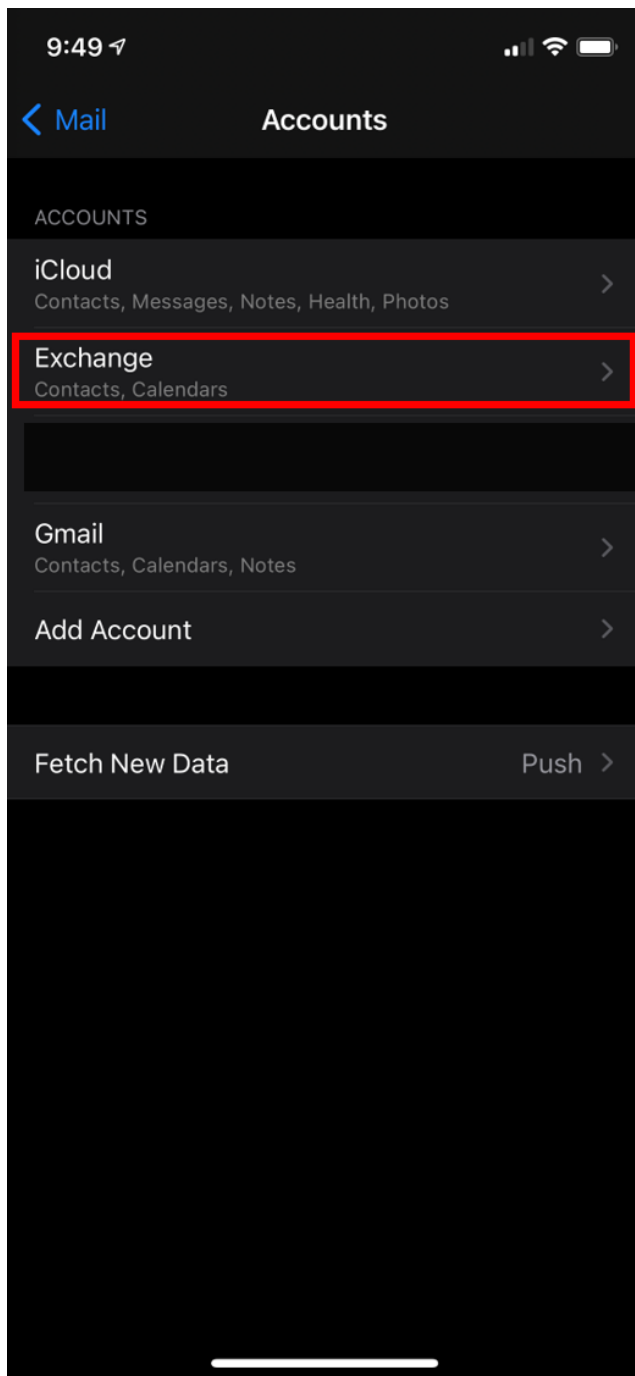 9:49
Mail
Accounts
ACCOUNTS
iCloud
Contacts, Messages, Notes, Health, Photos
Exchange
Contacts, Calendars
Gmail
Contacts, Calendars, Notes
Add Account
Fetch New Data
Push